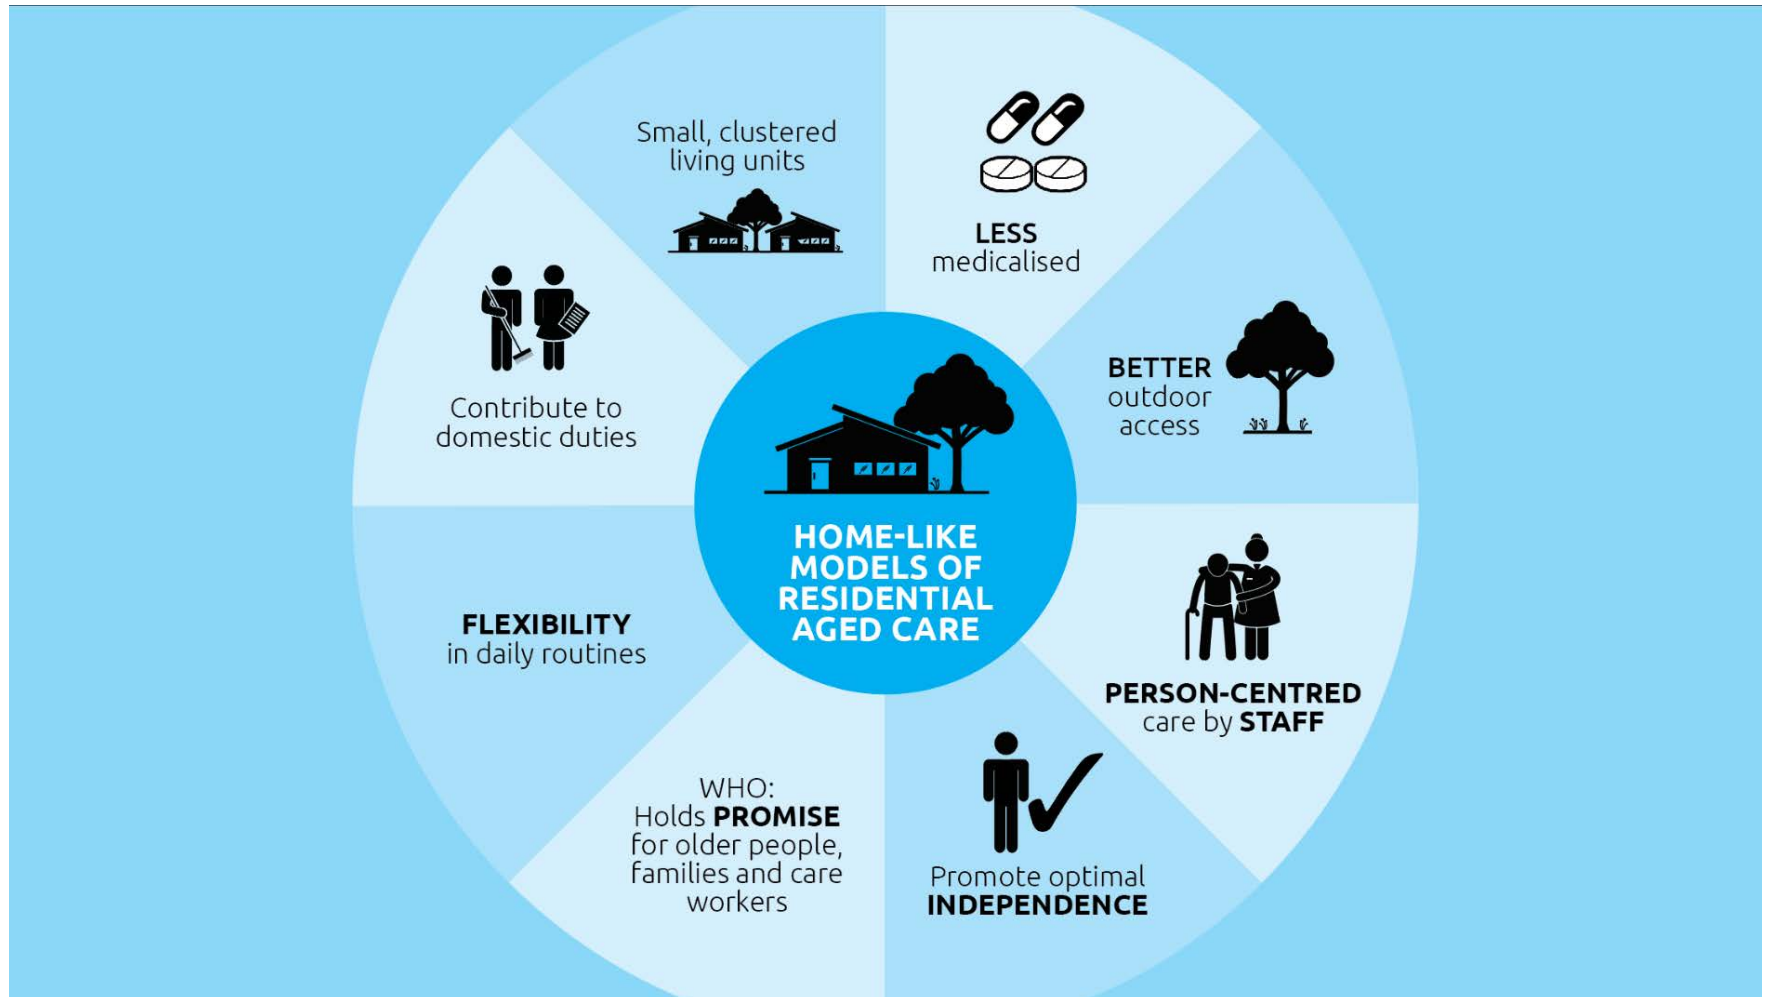 Small, clustered
living units
LESS
medicalised
BETTER
outdoor
access
PERSON-CENTRED
care by STAFF
Promote optimal
INDEPENDENCE
WHO:
Holds PROMISE
for older people,
families and care
workers
FLEXIBILITY
in daily routines
Contribute to
domestic duties
HOME-LIKE
MODELS OF
RESIDENTIAL
AGED CARE